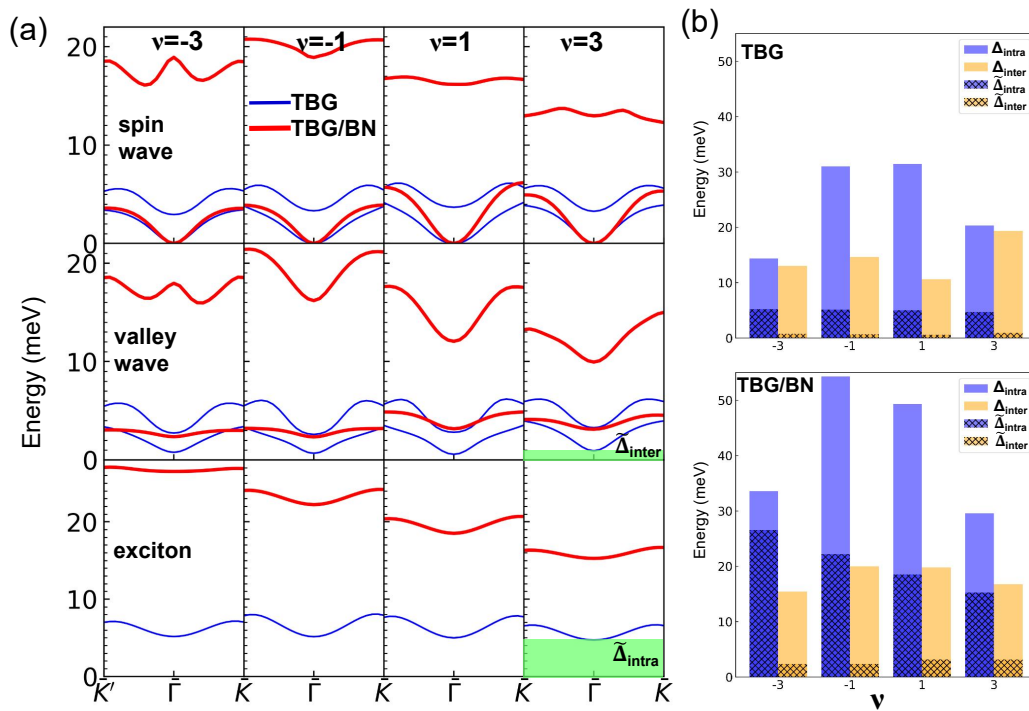 (a)
ν=-3 ν=-1 ν=1 ν=3
20
10
0
spin
wave
TBG
TBG/BN
20
10
0
valley
wave
Δ̃inter
20
10
0
exciton
Δ̃intra
Energy (meV)
K̄' Γ̄ K̄ Γ̄ K̄ Γ̄ K̄ Γ̄ K̄
(b)
TBG
Δintra
Δinter
Δ̃intra
Δ̃inter
Energy (meV)
50
40
30
20
10
0
-3 -1 1 3
TBG/BN
Δintra
Δinter
Δ̃intra
Δ̃inter
Energy (meV)
50
40
30
20
10
0
-3 -1 1 3
ν